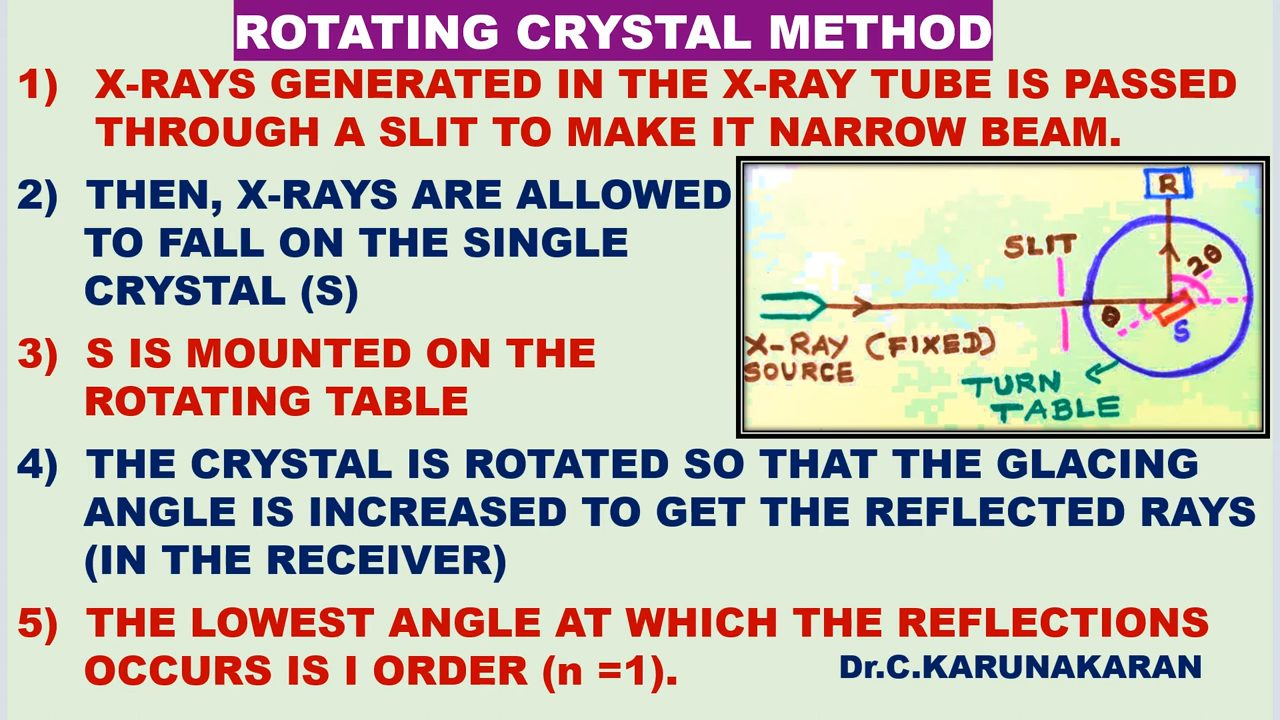 ROTATING CRYSTAL METHOD
1) X-RAYS GENERATED IN THE X-RAY TUBE IS PASSED
THROUGH A SLIT TO MAKE IT NARROW BEAM.
2) THEN, X-RAYS ARE ALLOWED
TO FALL ON THE SINGLE
CRYSTAL (S)
3) S IS MOUNTED ON THE
ROTATING TABLE
R
SLIT
2θ
θ
S
X-RAY (FIXED)
SOURCE
TURN
TABLE
4) THE CRYSTAL IS ROTATED SO THAT THE GLACING
ANGLE IS INCREASED TO GET THE REFLECTED RAYS
(IN THE RECEIVER)
5) THE LOWEST ANGLE AT WHICH THE REFLECTIONS
OCCURS IS I ORDER (n =1).
Dr.C.KARUNAKARAN